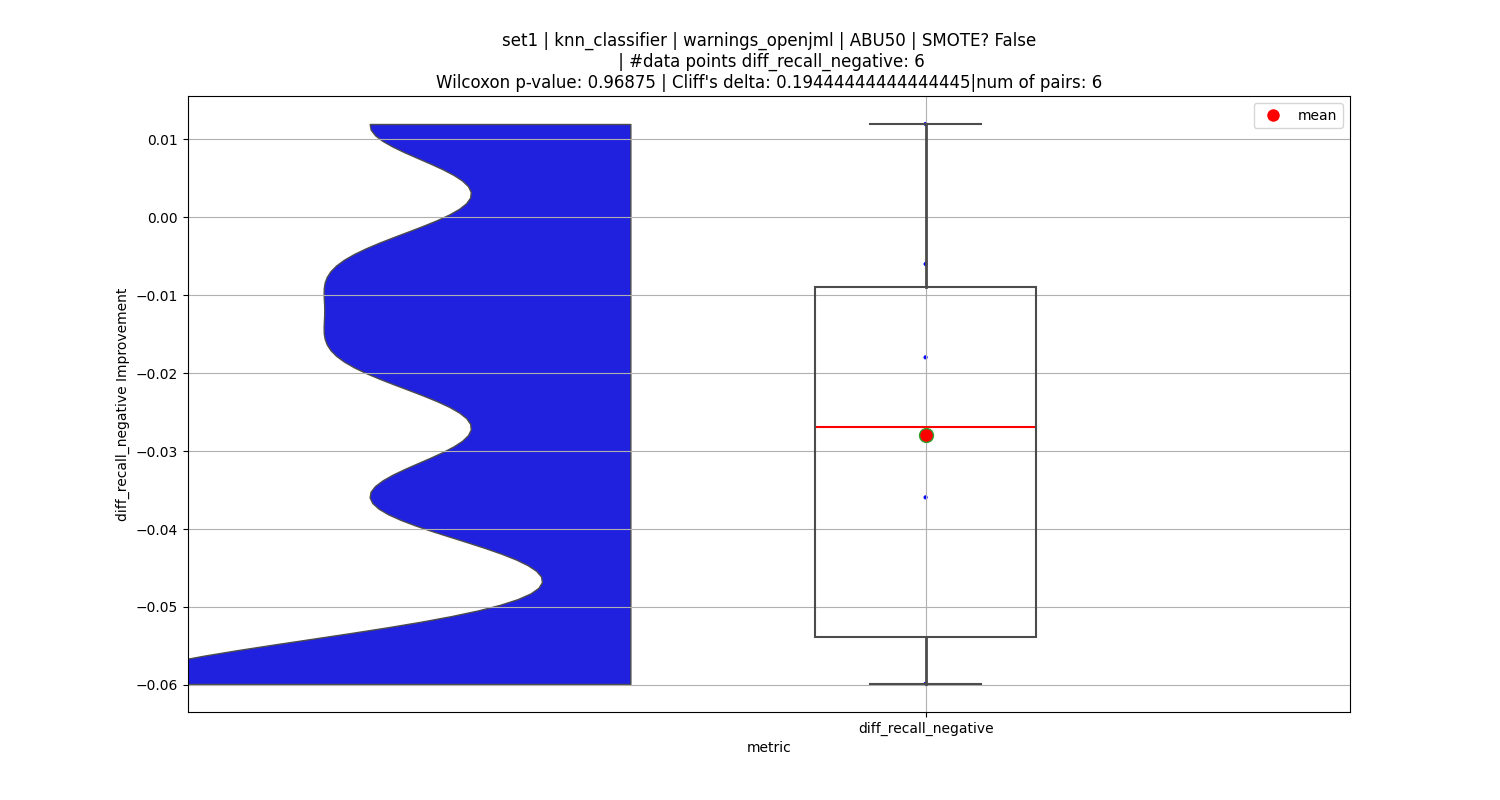 set1 | knn_classifier | warnings_openjml | ABU50 | SMOTE? False
| #data points diff_recall_negative: 6
Wilcoxon p-value: 0.96875 | Cliff's delta: 0.19444444444444445|num of pairs: 6
mean
0.01
0.00
−0.01
−0.02
−0.03
−0.04
−0.05
−0.06
diff_recall_negative Improvement
diff_recall_negative
metric